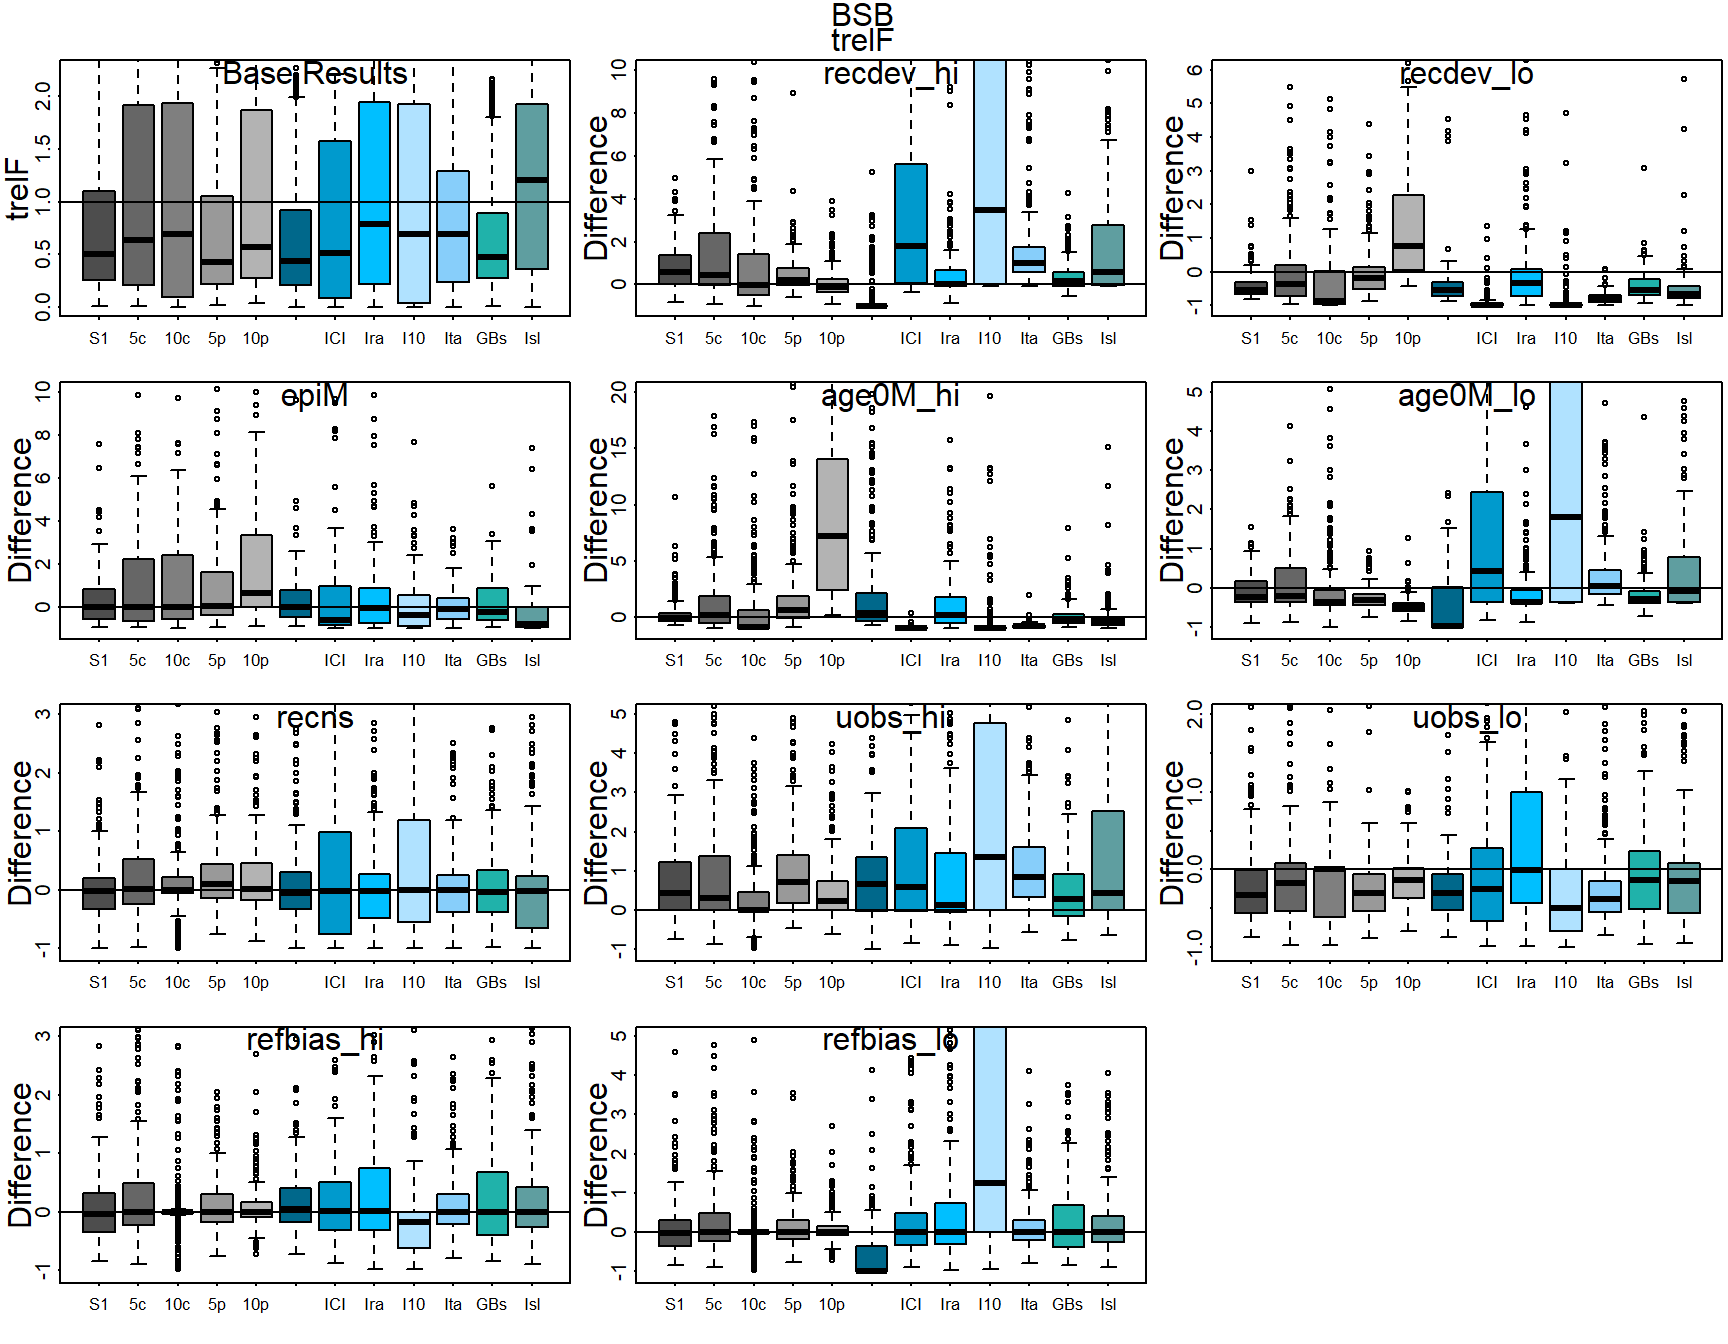 BSB
trelF
Base Results
trelF
0.0 0.5 1.0 1.5 2.0
S1 5c 10c 5p 10p ICI Ira I10 Ita GBs Isl
recdev_hi
Difference
0 2 4 6 8 10
S1 5c 10c 5p 10p ICI Ira I10 Ita GBs Isl
recdev_lo
Difference
-1 0 1 2 3 4 5 6
S1 5c 10c 5p 10p ICI Ira I10 Ita GBs Isl
epiM
Difference
0 2 4 6 8 10
S1 5c 10c 5p 10p ICI Ira I10 Ita GBs Isl
age0M_hi
Difference
0 5 10 15 20
S1 5c 10c 5p 10p ICI Ira I10 Ita GBs Isl
age0M_lo
Difference
-1 0 1 2 3 4 5
S1 5c 10c 5p 10p ICI Ira I10 Ita GBs Isl
recns
Difference
-1 0 1 2 3
S1 5c 10c 5p 10p ICI Ira I10 Ita GBs Isl
uobs_hi
Difference
-1 0 1 2 3 4 5
S1 5c 10c 5p 10p ICI Ira I10 Ita GBs Isl
uobs_lo
Difference
-1.0 0.0 1.0 2.0
S1 5c 10c 5p 10p ICI Ira I10 Ita GBs Isl
refbias_hi
Difference
-1 0 1 2 3
S1 5c 10c 5p 10p ICI Ira I10 Ita GBs Isl
refbias_lo
Difference
-1 0 1 2 3 4 5
S1 5c 10c 5p 10p ICI Ira I10 Ita GBs Isl